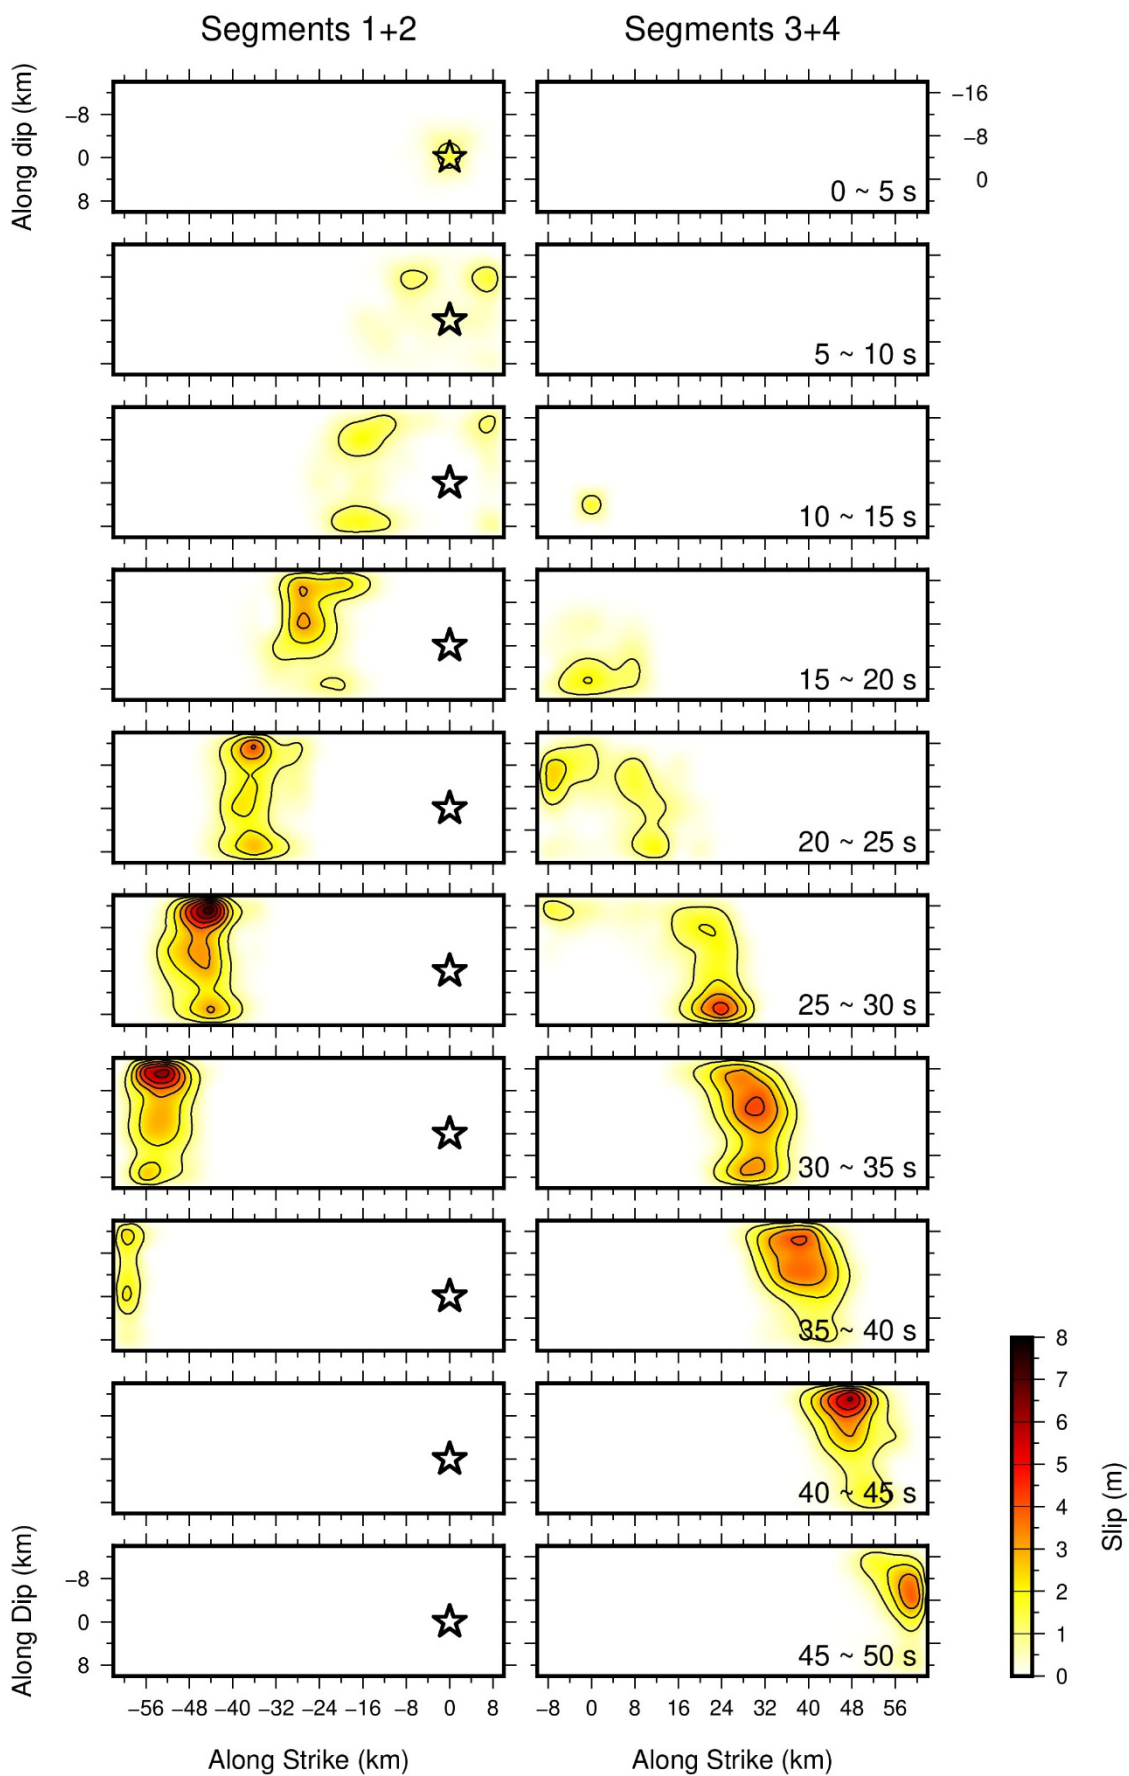 Segments 1+2 Segments 3+4
Along dip (km)
−8
0
8
−16
−8
0
0 ~ 5 s
5 ~ 10 s
10 ~ 15 s
15 ~ 20 s
20 ~ 25 s
25 ~ 30 s
30 ~ 35 s
35 ~ 40 s
40 ~ 45 s
45 ~ 50 s
Along Dip (km)
−8
0
8
−56 −48 −40 −32 −24 −16 −8 0 8
−8 0 8 16 24 32 40 48 56
Along Strike (km) Along Strike (km)
8
7
6
5
4
3
2
1
0
Slip (m)